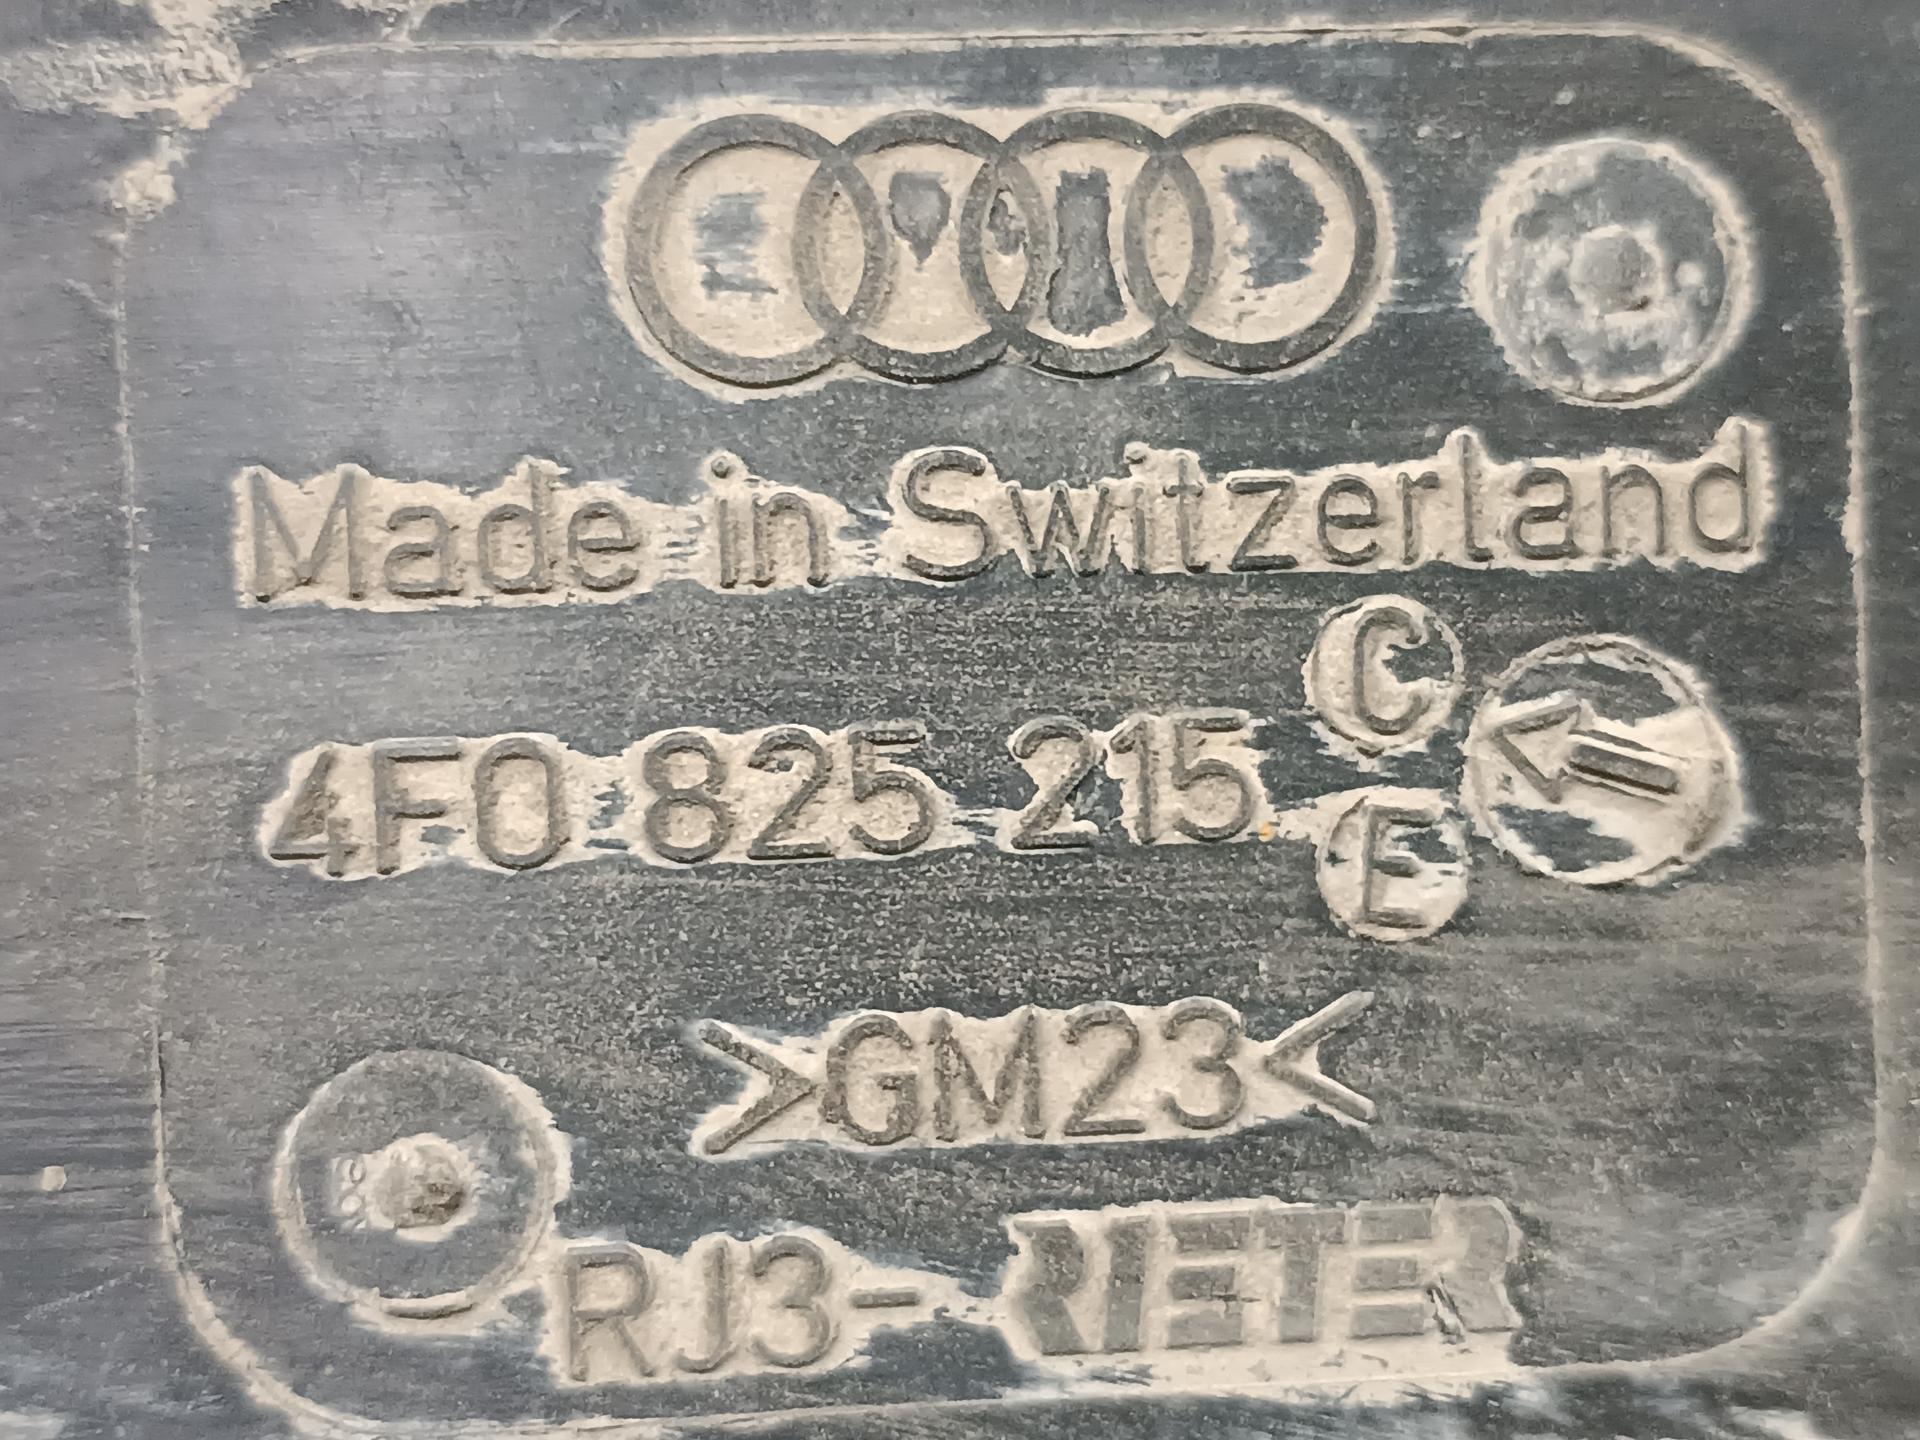 Made in Switzerland
C
4F0 825 215
E
>GM23<
RJ3- RIETER